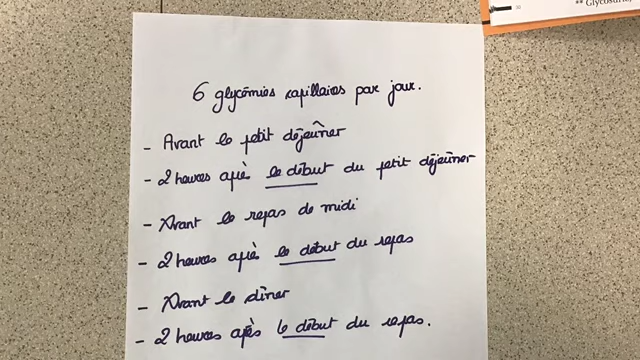 ** Glycosurie,
6 glycémies capillaires par jour.
- Avant le petit déjeûner
- 2 heures après le début du petit déjeûner
- Avant le repas de midi
- 2 heures après le début du repas
- Avant le dîner
- 2 heures après le début du repas.